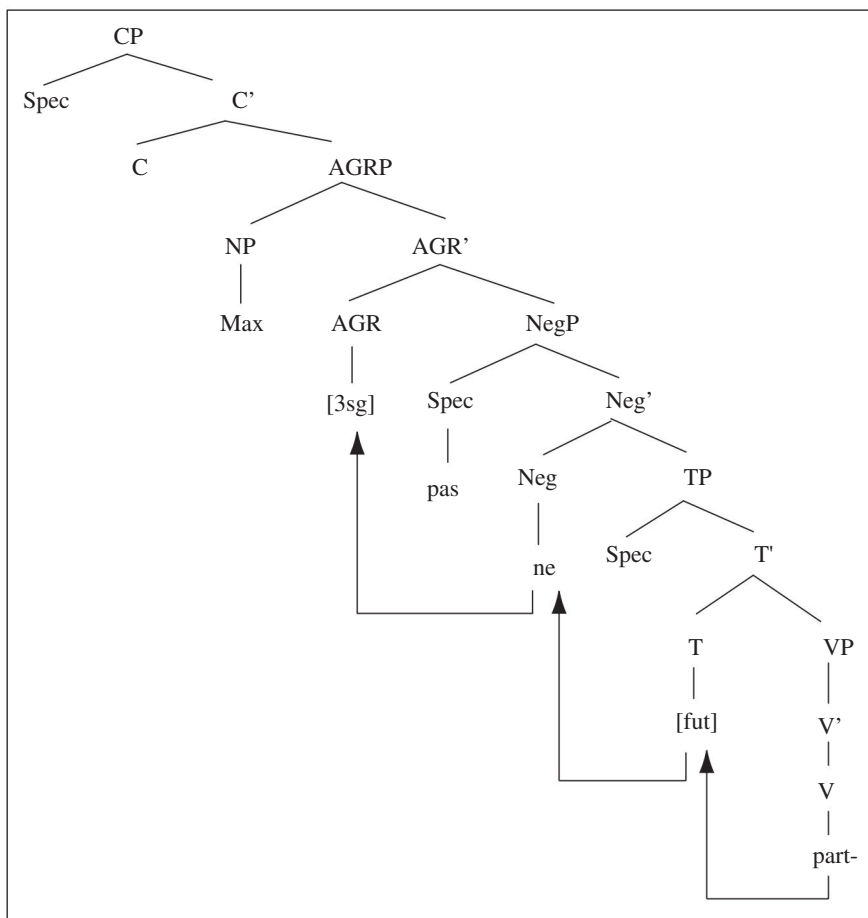 CP
Spec C’
C AGRP
NP AGR’
Max AGR NegP
[3sg] Spec Neg’
pas Neg TP
ne Spec T'
T VP
[fut] V’
V
part-